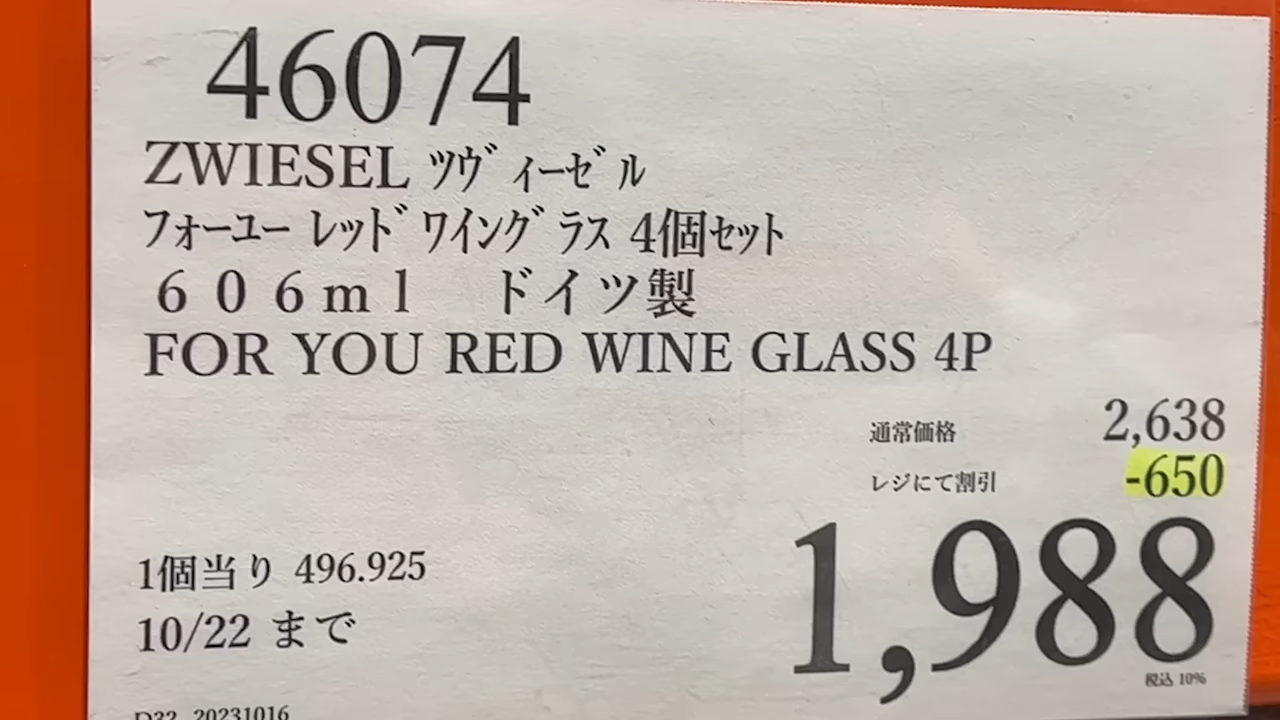 46074
ZWIESEL ツヴィーゼル
フォーユー レッドワイングラス 4個セット
606ml ドイツ製
FOR YOU RED WINE GLASS 4P
通常価格 2,638
レジにて割引 -650
1,988
税込 10%
1個当り 496.925
10/22 まで
D32 20231016